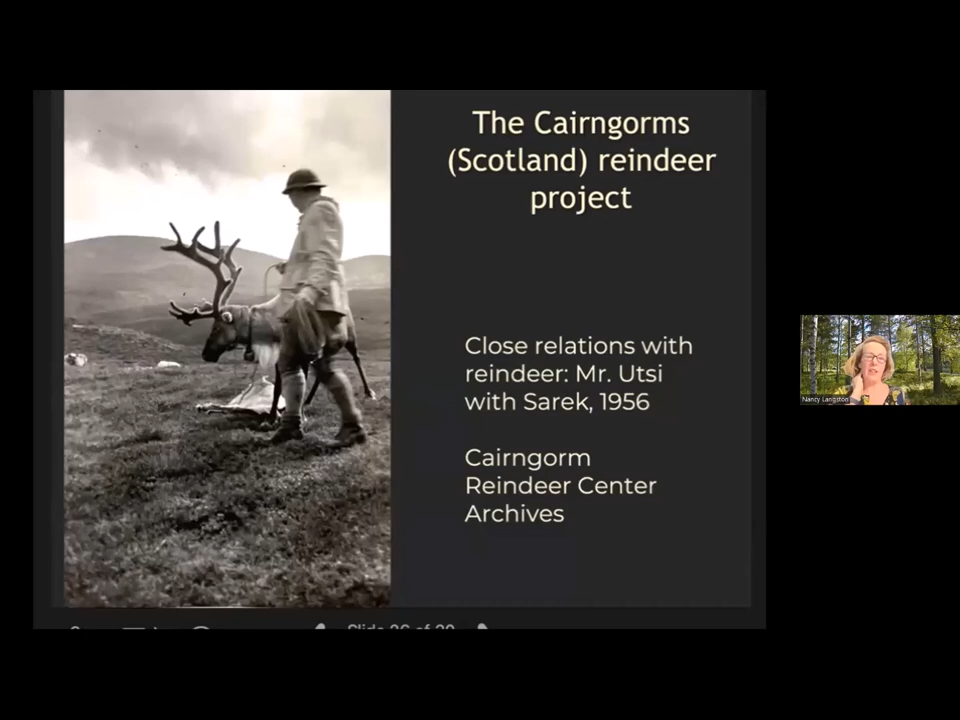 The Cairngorms
(Scotland) reindeer
project
Close relations with
reindeer: Mr. Utsi
with Sarek, 1956
Cairngorm
Reindeer Center
Archives
Nancy Langston